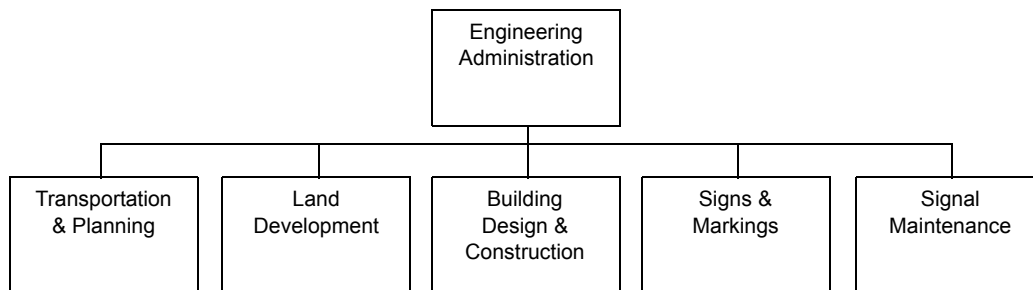 Engineering
Administration
Transportation
& Planning
Land
Development
Building
Design &
Construction
Signs &
Markings
Signal
Maintenance